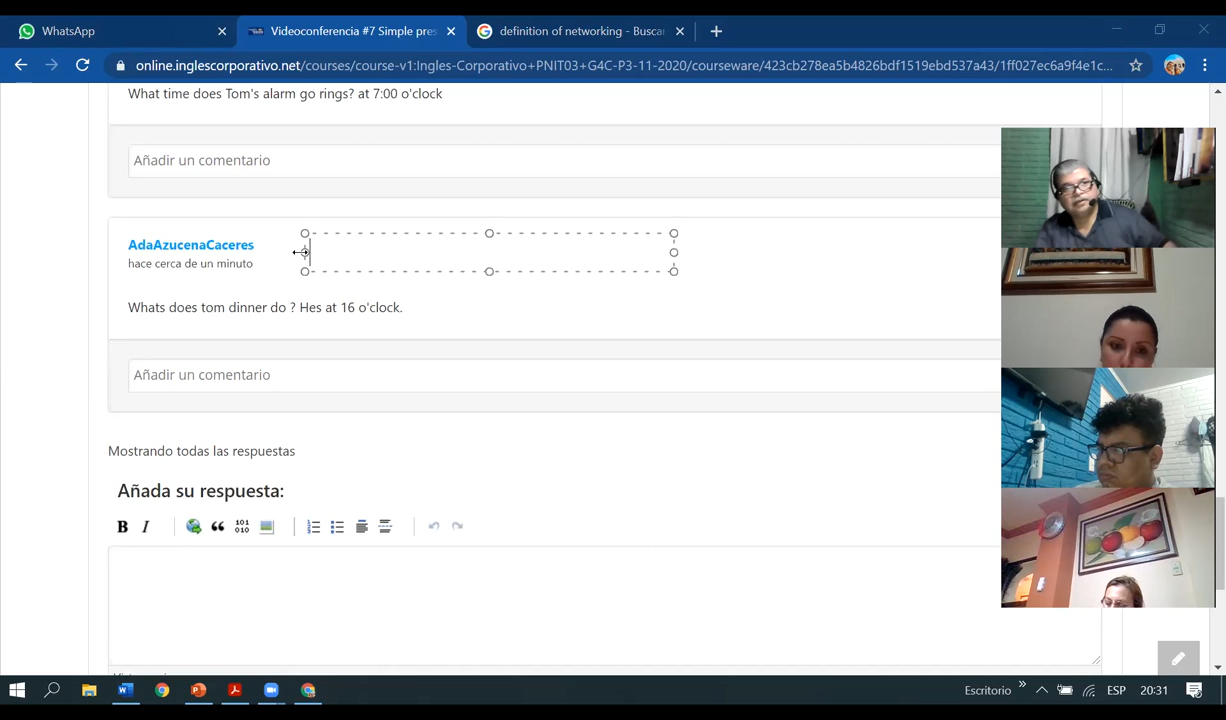 WhatsApp
Videoconferencia #7 Simple pres
definition of networking - Buscar
online.inglescorporativo.net/courses/course-v1:Ingles-Corporativo+PNIT03+G4C-P3-11-2020/courseware/423cb278ea5b4826bdf1519ebd537a43/1ff027ec6a9f4e1c...
What time does Tom's alarm go rings? at 7:00 o'clock
Añadir un comentario
AdaAzucenaCaceres
hace cerca de un minuto
Whats does tom dinner do ? Hes at 16 o'clock.
Añadir un comentario
Mostrando todas las respuestas
Añada su respuesta:
B I
101
010
Escritorio
ESP
20:31